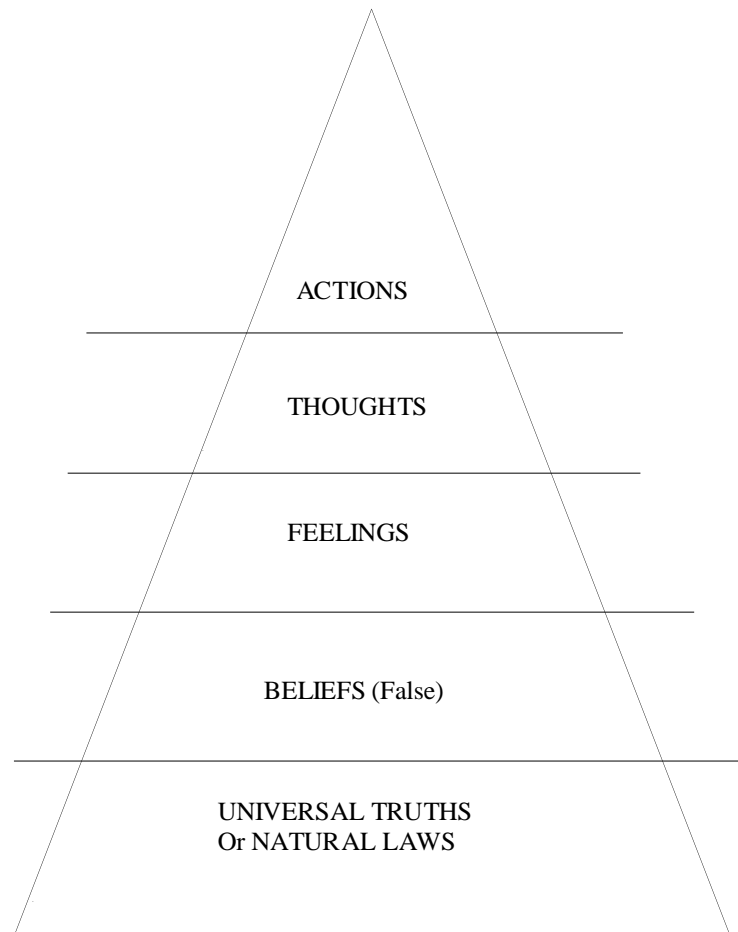 ACTIONS
THOUGHTS
FEELINGS
BELIEFS (False)
UNIVERSAL TRUTHS
Or NATURAL LAWS